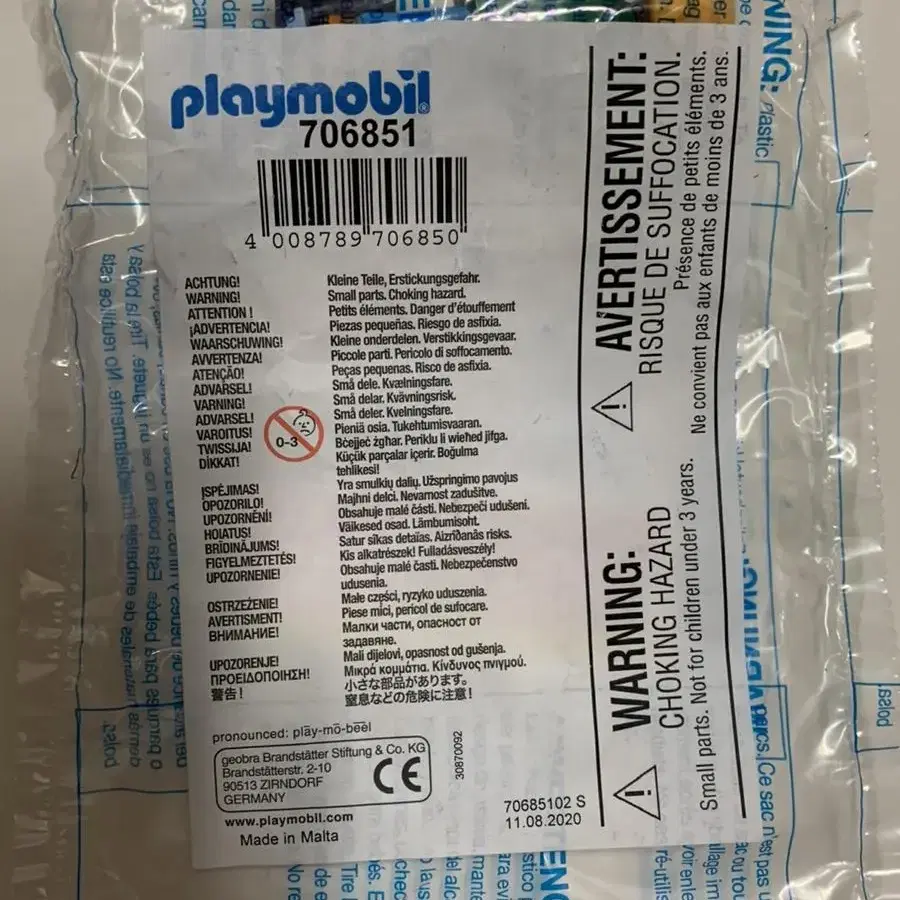 playmobil®
706851
4 008789 706850
ACHTUNG! Kleine Teile, Erstickungsgefahr.
WARNING! Small parts. Choking hazard.
ATTENTION ! Petits éléments. Danger d'étouffement
¡ADVERTENCIA! Piezas pequeñas. Riesgo de asfixia.
WAARSCHUWING! Kleine onderdelen. Verstikkingsgevaar.
AVVERTENZA! Piccole parti. Pericolo di soffocamento.
ATENÇÃO! Peças pequenas. Risco de asfixia.
ADVARSEL! Små dele. Kvælningsfare.
VARNING! Små delar. Kvävningsrisk.
ADVARSEL! Små deler. Kvelningsfare.
VAROITUS! Pieniä osia. Tukehtumisvaaran.
TWISSIJA! Bċejjeċ żgħar. Periklu li wieħed jifga.
DİKKAT! Küçük parçalar içerir. Boğulma
tehlikesi!
0-3
ĮSPĖJIMAS! Yra smulkių dalių. Užspringimo pavojus
OPOZORILO! Majhni delci. Nevarnost zadušitve.
UPOZORNĚNÍ! Obsahuje malé části. Nebezpečí udušení.
HOIATUS! Väikesed osad. Lämbumisoht.
BRĪDINĀJUMS! Satur sīkas detaļas. Aizrīšanās risks.
FIGYELMEZTETÉS! Kis alkatrészek! Fulladásveszély!
UPOZORNENIE! Obsahuje malé časti. Nebezpečenstvo
udusenia.
OSTRZEŻENIE! Małe części, ryzyko uduszenia.
AVERTISMENT! Piese mici, pericol de sufocare.
ВНИМАНИЕ! Малки части, опасност от
задавяне.
UPOZORENJE! Mali dijelovi, opasnost od gušenja.
ΠΡΟΕΙΔΟΠΟΙΗΣΗ! Μικρά κομμάτια. Κίνδυνος πνιγμού.
警告! 小さな部品があります。
窒息などの危険に注意!
pronounced: plāy-mō-bēēl
geobra Brandstätter Stiftung & Co. KG
Brandstätterstr. 2-10
90513 ZIRNDORF
GERMANY
CE
30870092
www.playmobil.com
Made in Malta
70685102 S
11.08.2020
AVERTISSEMENT:
RISQUE DE SUFFOCATION.
Présence de petits éléments.
Ne convient pas aux enfants de moins de 3 ans.
WARNING:
CHOKING HAZARD
Small parts. Not for children under 3 years.
NING: Plastic
Ce sac n'est pas u